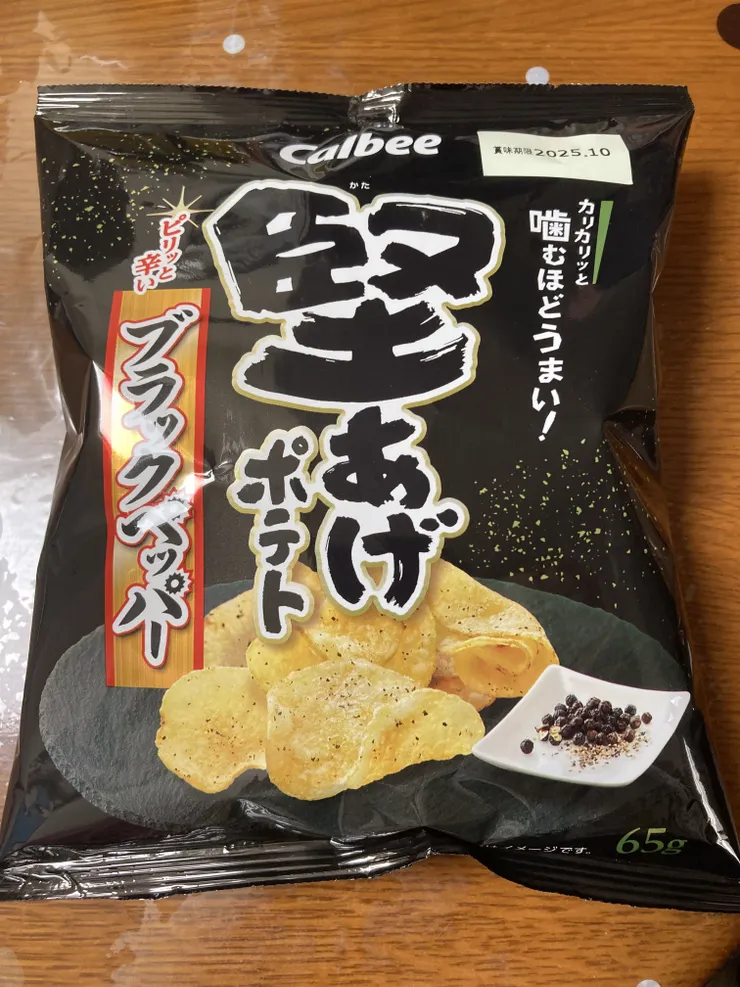 Calbee
賞味期限2025.10
かた
堅あげ
ポテト
カリカリッと
噛むほどうまい!
ピリッと
辛い
ブラックペッパー
イメージです。
65g